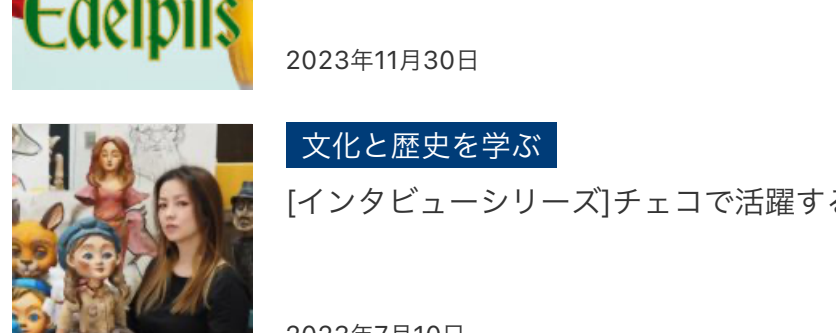 Edelpils
2023年11月30日
文化と歴史を学ぶ
[インタビューシリーズ]チェコで活躍する